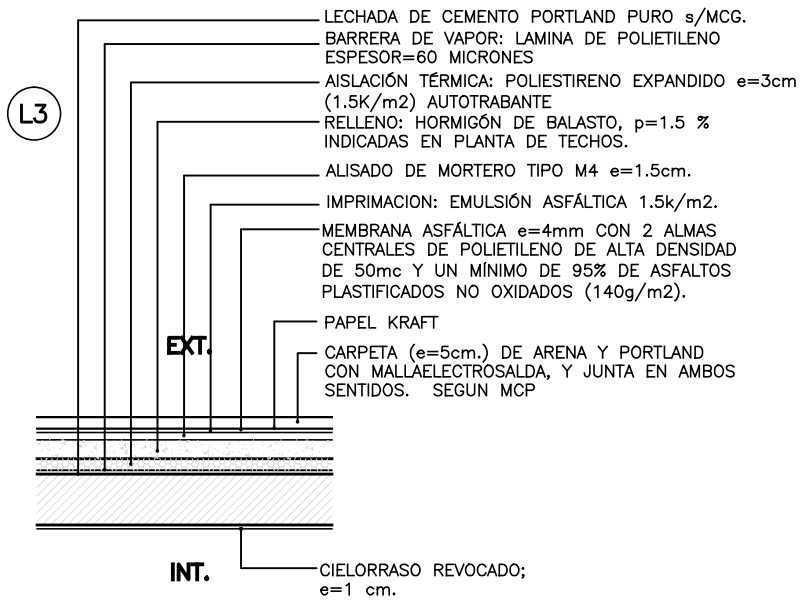 LECHADA DE CEMENTO PORTLAND PURO s/MCG.
BARRERA DE VAPOR: LAMINA DE POLIETILENO
ESPESOR=60 MICRONES
AISLACIÓN TÉRMICA: POLIESTIRENO EXPANDIDO e=3cm
(1.5K/m2) AUTOTRABANTE
L3
RELLENO: HORMIGÓN DE BALASTO, p=1.5 %
INDICADAS EN PLANTA DE TECHOS.
ALISADO DE MORTERO TIPO M4 e=1.5cm.
IMPRIMACION: EMULSIÓN ASFÁLTICA 1.5k/m2.
MEMBRANA ASFÁLTICA e=4mm CON 2 ALMAS
CENTRALES DE POLIETILENO DE ALTA DENSIDAD
DE 50mc Y UN MÍNIMO DE 95% DE ASFALTOS
PLASTIFICADOS NO OXIDADOS (140g/m2).
PAPEL KRAFT
EXT.
CARPETA (e=5cm.) DE ARENA Y PORTLAND
CON MALLAELECTROSALDA, Y JUNTA EN AMBOS
SENTIDOS. SEGUN MCP
INT.
CIELORRASO REVOCADO;
e=1 cm.